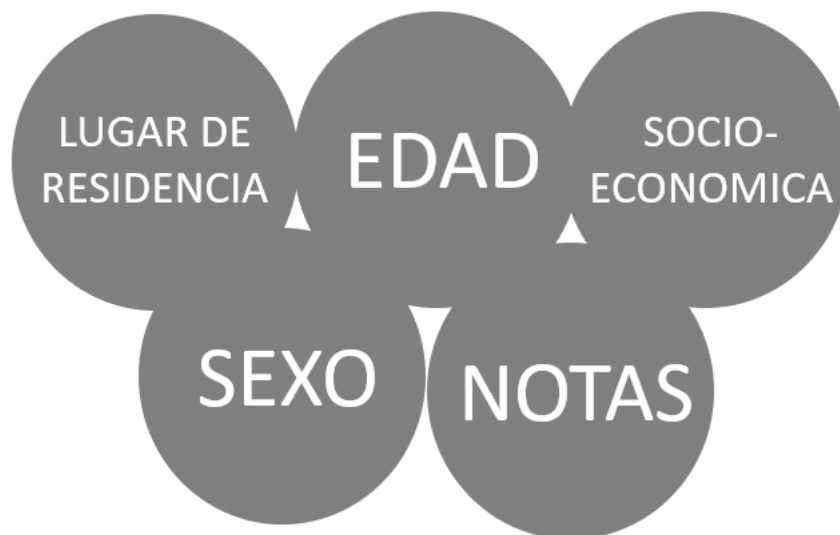 LUGAR DE
RESIDENCIA
EDAD
SOCIO-
ECONOMICA
SEXO
NOTAS